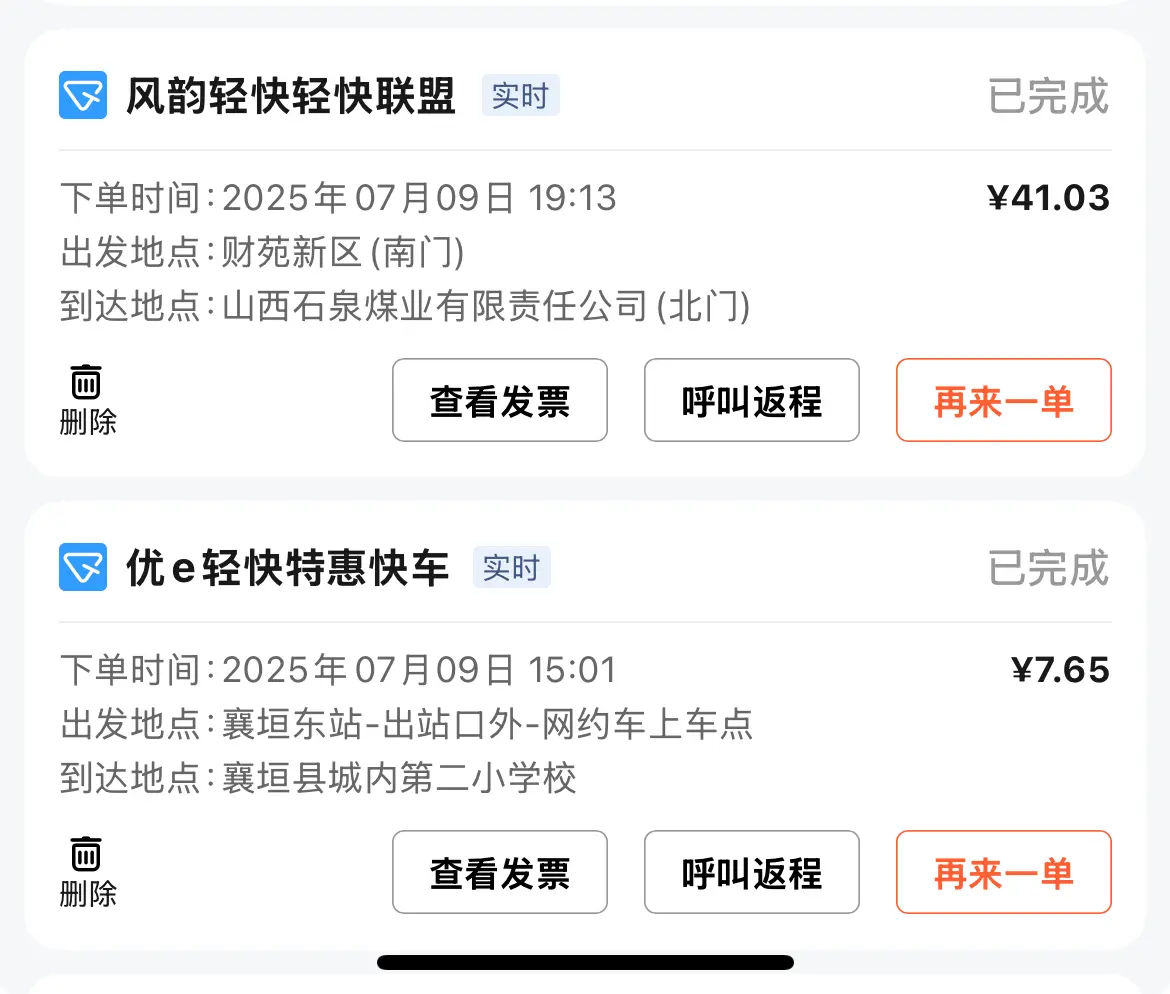 风韵轻快轻快联盟 实时 已完成
下单时间：2025年07月09日 19:13 ¥41.03
出发地点：财苑新区(南门)
到达地点：山西石泉煤业有限责任公司(北门)
删除 查看发票 呼叫返程 再来一单
优e轻快特惠快车 实时 已完成
下单时间：2025年07月09日 15:01 ¥7.65
出发地点：襄垣东站-出站口外-网约车上车点
到达地点：襄垣县城内第二小学校
删除 查看发票 呼叫返程 再来一单